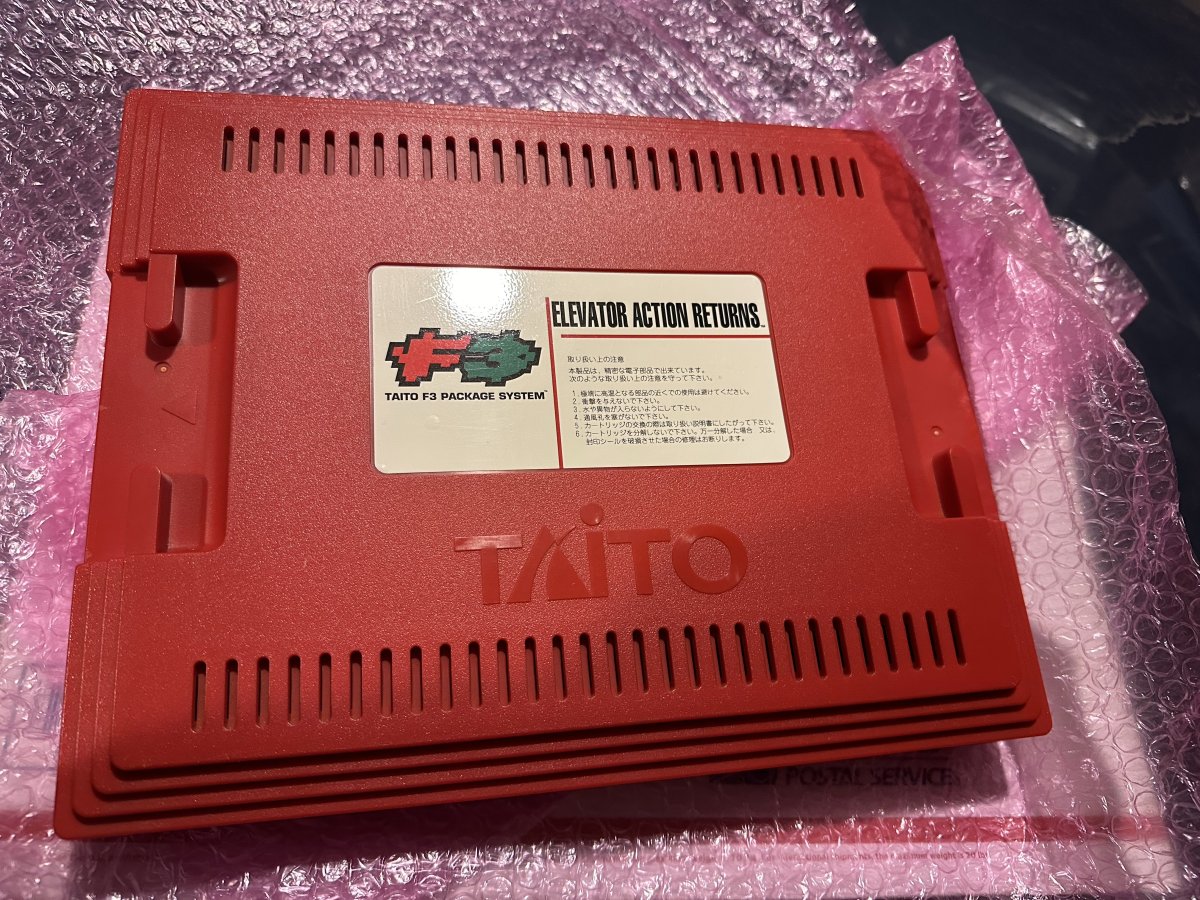 ELEVATOR ACTION RETURNS™
F3
TAITO F3 PACKAGE SYSTEM™
取り扱い上の注意
本製品は、精密な電子部品で出来ています。
次のような取り扱い上の注意を守って下さい。
1. 極端に高温となる部品の近くでの使用は避けてください。
2. 衝撃を与えないで下さい。
3. 水や異物が入らないようにして下さい。
4. 通風孔を塞がないで下さい。
5. カートリッジの交換の際は取り扱い説明書にしたがって下さい。
6. カートリッジを分解しないで下さい。万一分解した場合 又は、
封印シールを破損させた場合の修理はお断りします。
TAITO
POSTAL SERVICE